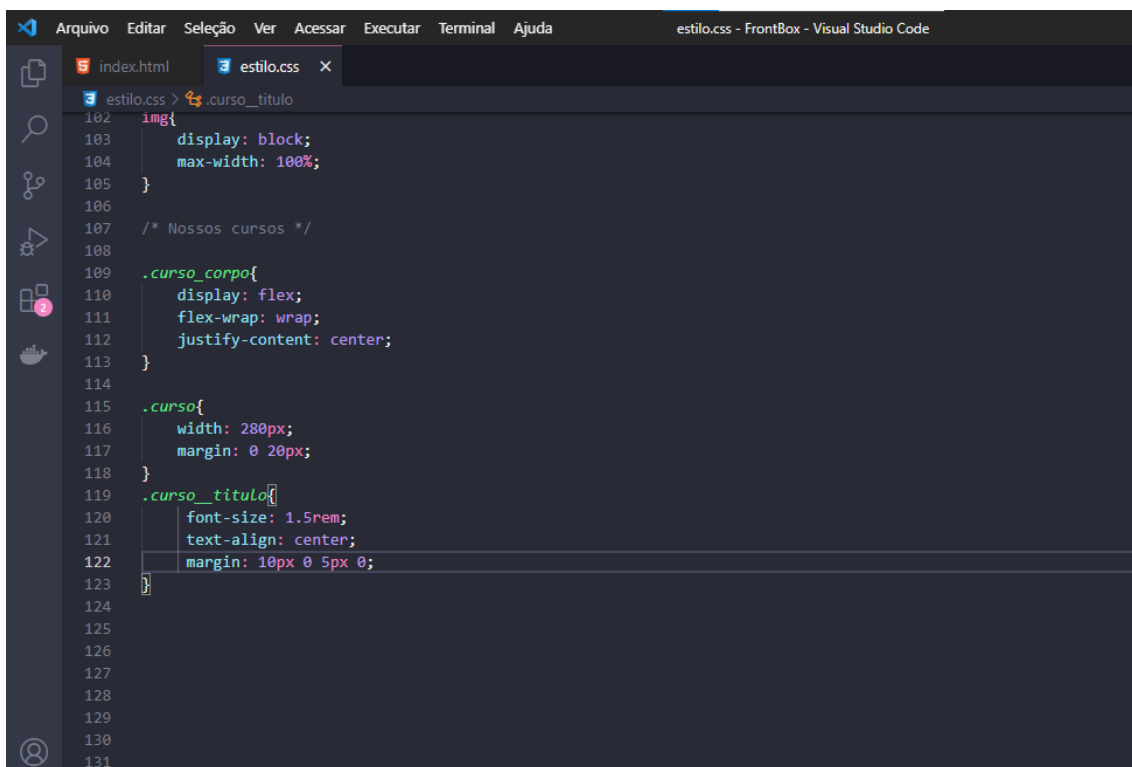 Arquivo Editar Seleção Ver Acessar Executar Terminal Ajuda estilo.css - FrontBox - Visual Studio Code
index.html estilo.css
estilo.css > .curso__titulo
102 img{
103 display: block;
104 max-width: 100%;
105 }
106
107 /* Nossos cursos */
108
109 .curso_corpo{
110 display: flex;
111 flex-wrap: wrap;
112 justify-content: center;
113 }
114
115 .curso{
116 width: 280px;
117 margin: 0 20px;
118 }
119 .curso__titulo{
120 font-size: 1.5rem;
121 text-align: center;
122 margin: 10px 0 5px 0;
123 }
124
125
126
127
128
129
130
131
2